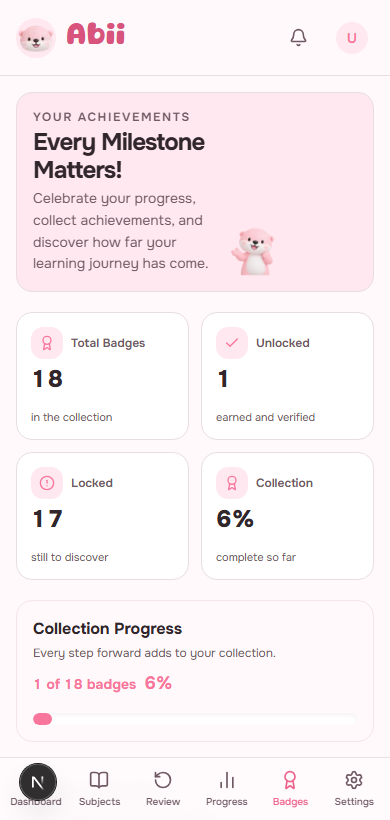 Abii
U
YOUR ACHIEVEMENTS
Every Milestone
Matters!
Celebrate your progress,
collect achievements, and
discover how far your
learning journey has come.
Total Badges
18
in the collection
Unlocked
1
earned and verified
Locked
17
still to discover
Collection
6%
complete so far
Collection Progress
Every step forward adds to your collection.
1 of 18 badges 6%
N
Dashboard Subjects Review Progress Badges Settings